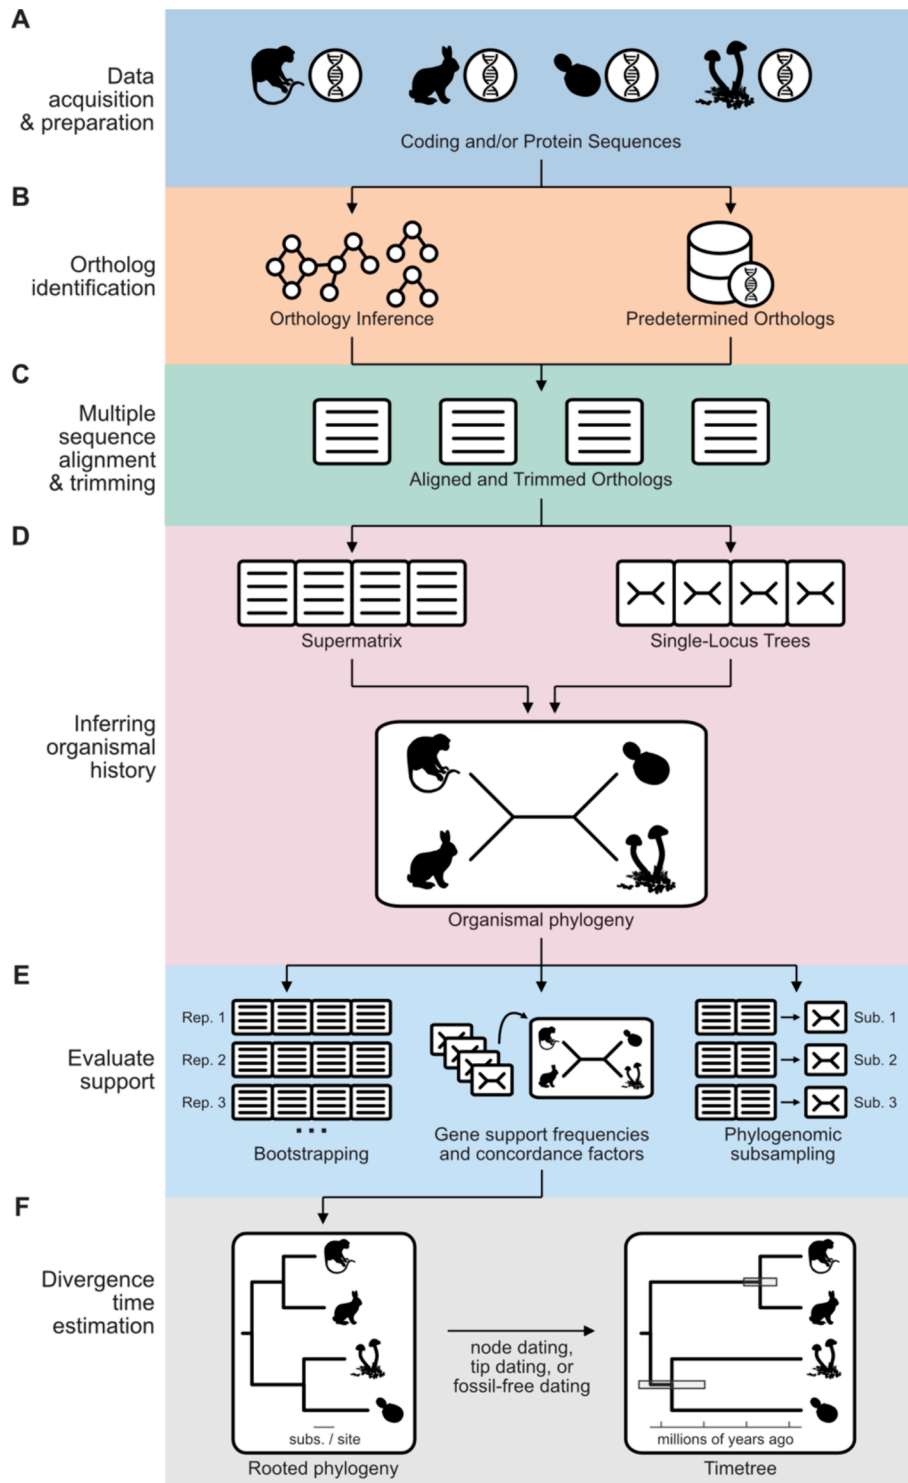 A
Data
acquisition
& preparation
Coding and/or Protein Sequences
B
Ortholog
identification
Orthology Inference
Predetermined Orthologs
C
Multiple
sequence
alignment
& trimming
Aligned and Trimmed Orthologs
D
Inferring
organismal
history
Supermatrix
Single-Locus Trees
Organismal phylogeny
E
Evaluate
support
Rep. 1
Rep. 2
Rep. 3
...
Bootstrapping
Gene support frequencies
and concordance factors
Sub. 1
Sub. 2
Sub. 3
Phylogenomic
subsampling
F
Divergence
time
estimation
subs. / site
Rooted phylogeny
node dating,
tip dating, or
fossil-free dating
millions of years ago
Timetree